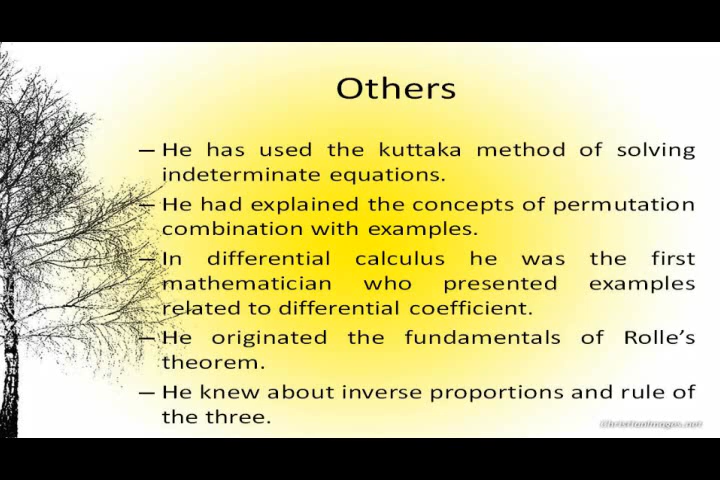 Others
– He has used the kuttaka method of solving
indeterminate equations.
– He had explained the concepts of permutation
combination with examples.
– In differential calculus he was the first
mathematician who presented examples
related to differential coefficient.
– He originated the fundamentals of Rolle's
theorem.
– He knew about inverse proportions and rule of
the three.
ChristianImages.net